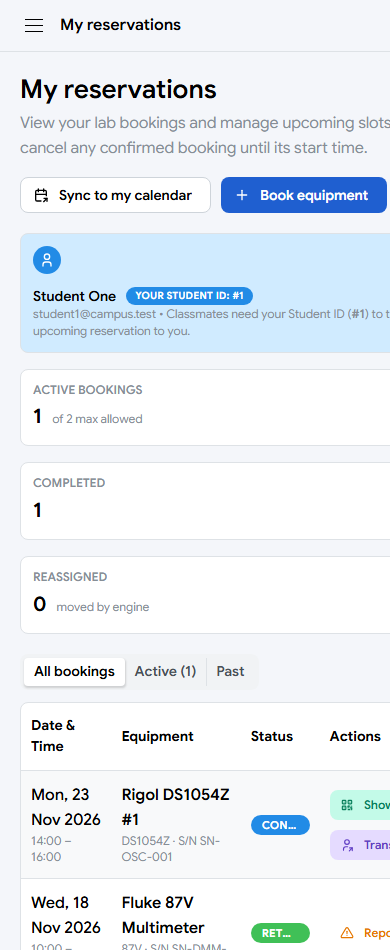 My reservations
My reservations
View your lab bookings and manage upcoming slots
cancel any confirmed booking until its start time.
Sync to my calendar
Book equipment
Student One YOUR STUDENT ID: #1
student1@campus.test • Classmates need your Student ID (#1) to t
upcoming reservation to you.
ACTIVE BOOKINGS
1 of 2 max allowed
COMPLETED
1
REASSIGNED
0 moved by engine
All bookings Active (1) Past
Date & Time Equipment Status Actions
Mon, 23
Nov 2026
14:00 –
16:00
Rigol DS1054Z
#1
DS1054Z · S/N SN-
OSC-001
CON...
Show
Trans
Wed, 18
Nov 2026
10:00 –
Fluke 87V
Multimeter
87V · S/N SN-DMM-
RET...
Repo